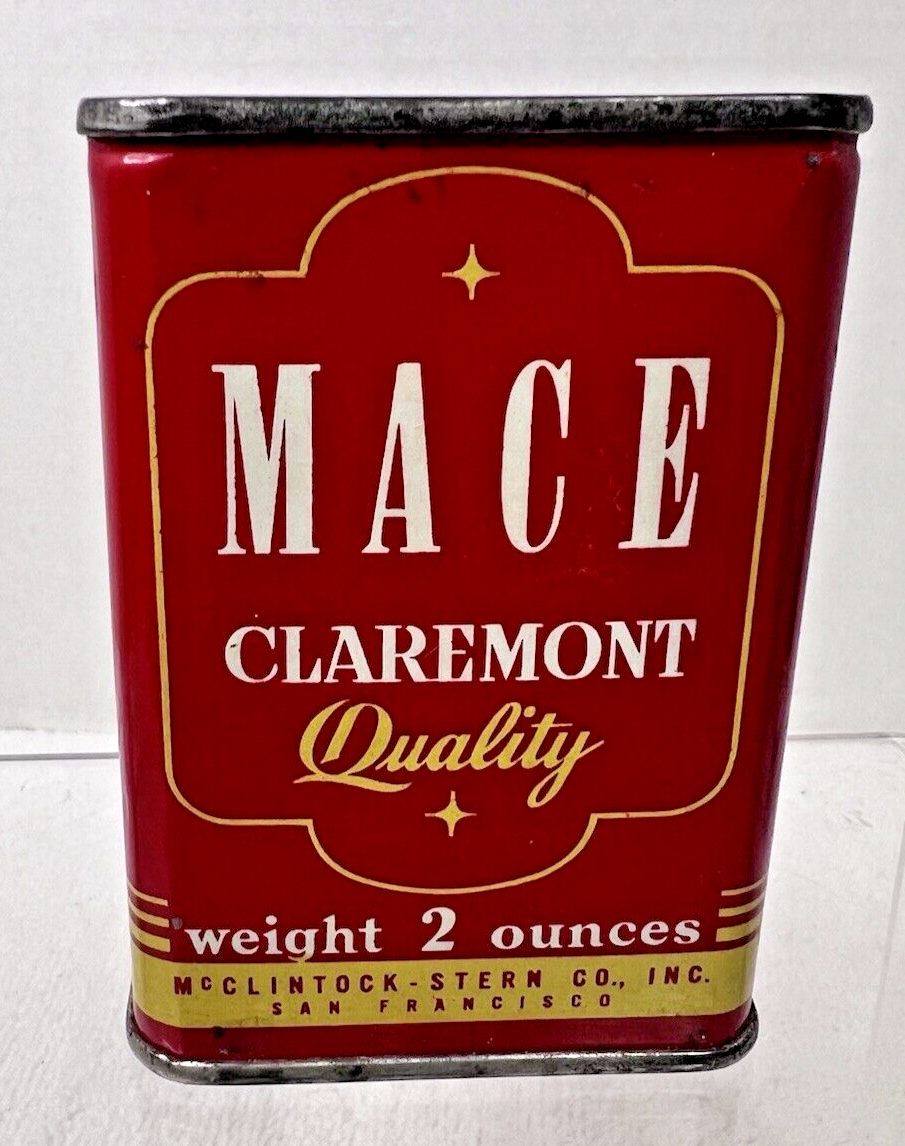 MACE
CLAREMONT
Quality
weight 2 ounces
McCLINTOCK-STERN CO., INC.
SAN FRANCISCO